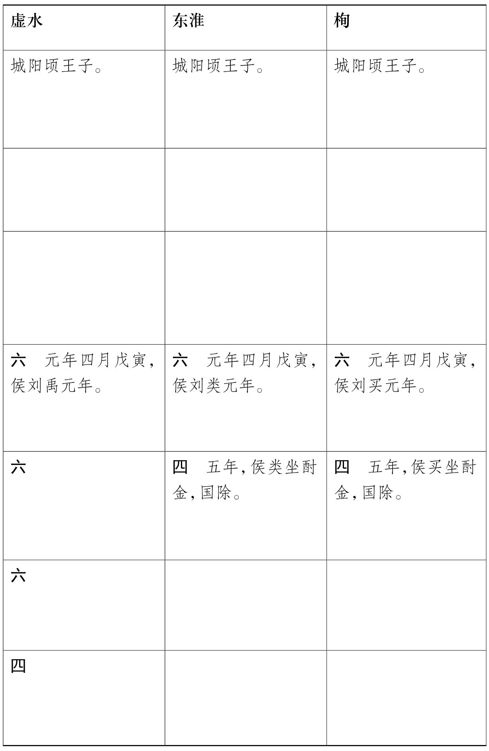 虚水 东淮 栒
城阳顷王子。 城阳顷王子。 城阳顷王子。
六 元年四月戊寅, 六 元年四月戊寅, 六 元年四月戊寅,
侯刘禹元年。 侯刘类元年。 侯刘买元年。
六 四 五年,侯类坐酎 四 五年,侯买坐酎
金,国除。 金,国除。
六
四